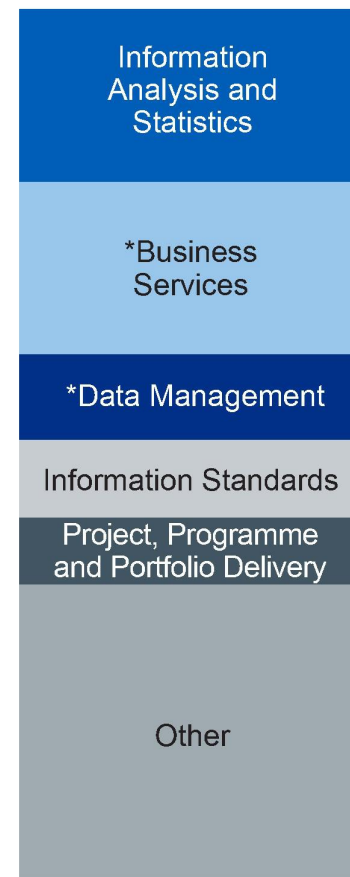 Information
Analysis and
Statistics
*Business
Services
*Data Management
Information Standards
Project, Programme
and Portfolio Delivery
Other